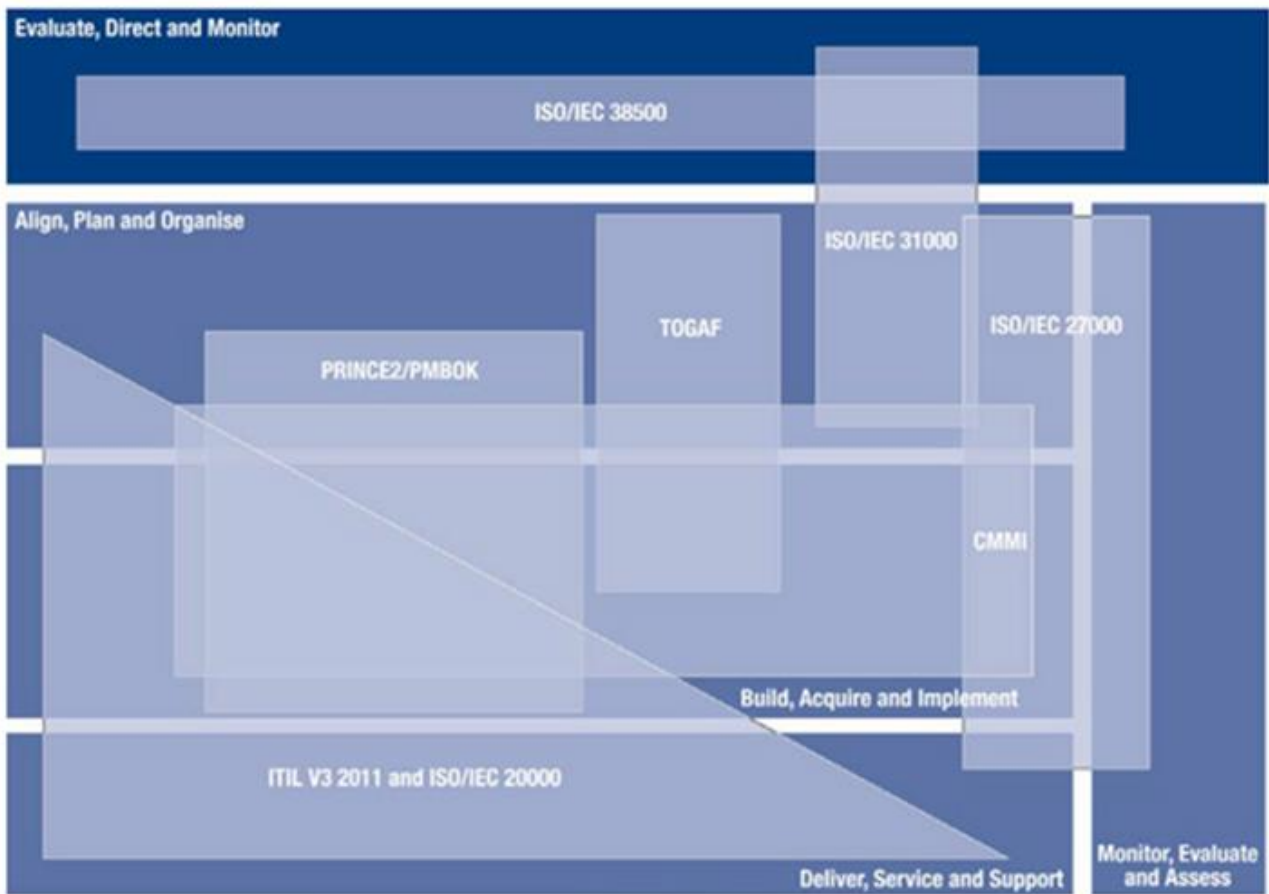 Evaluate, Direct and Monitor
ISO/IEC 38500
Align, Plan and Organise
ISO/IEC 31000
TOGAF
ISO/IEC 27000
PRINCE2/PMBOK
CMMI
Build, Acquire and Implement
ITIL V3 2011 and ISO/IEC 20000
Deliver, Service and Support
Monitor, Evaluate
and Assess